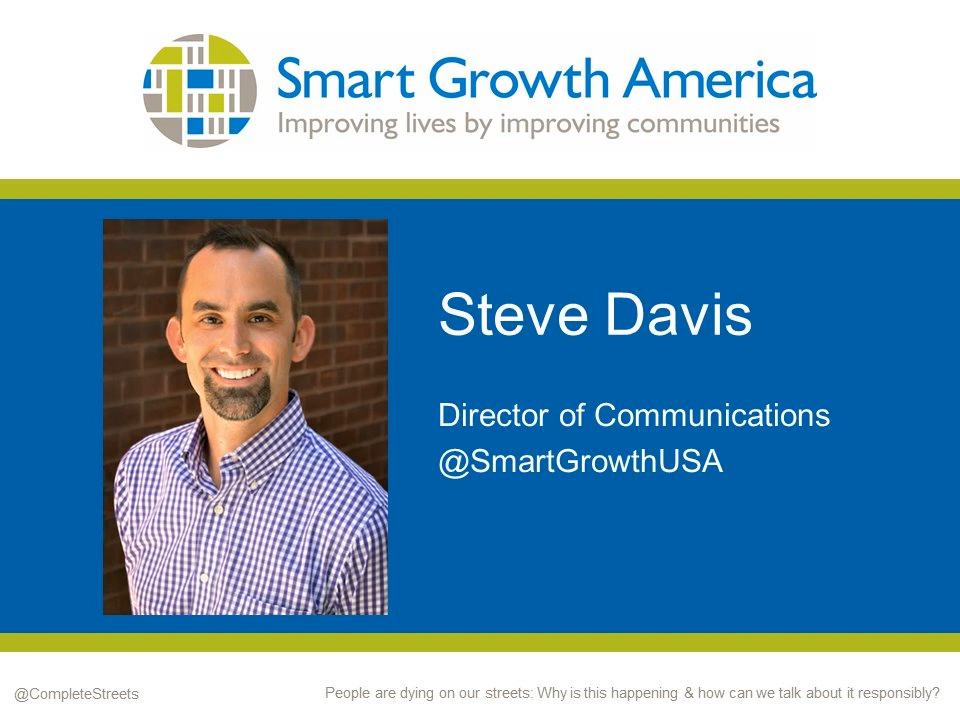 Smart Growth America
Improving lives by improving communities
Steve Davis
Director of Communications
@SmartGrowthUSA
@CompleteStreets
People are dying on our streets: Why is this happening & how can we talk about it responsibly?